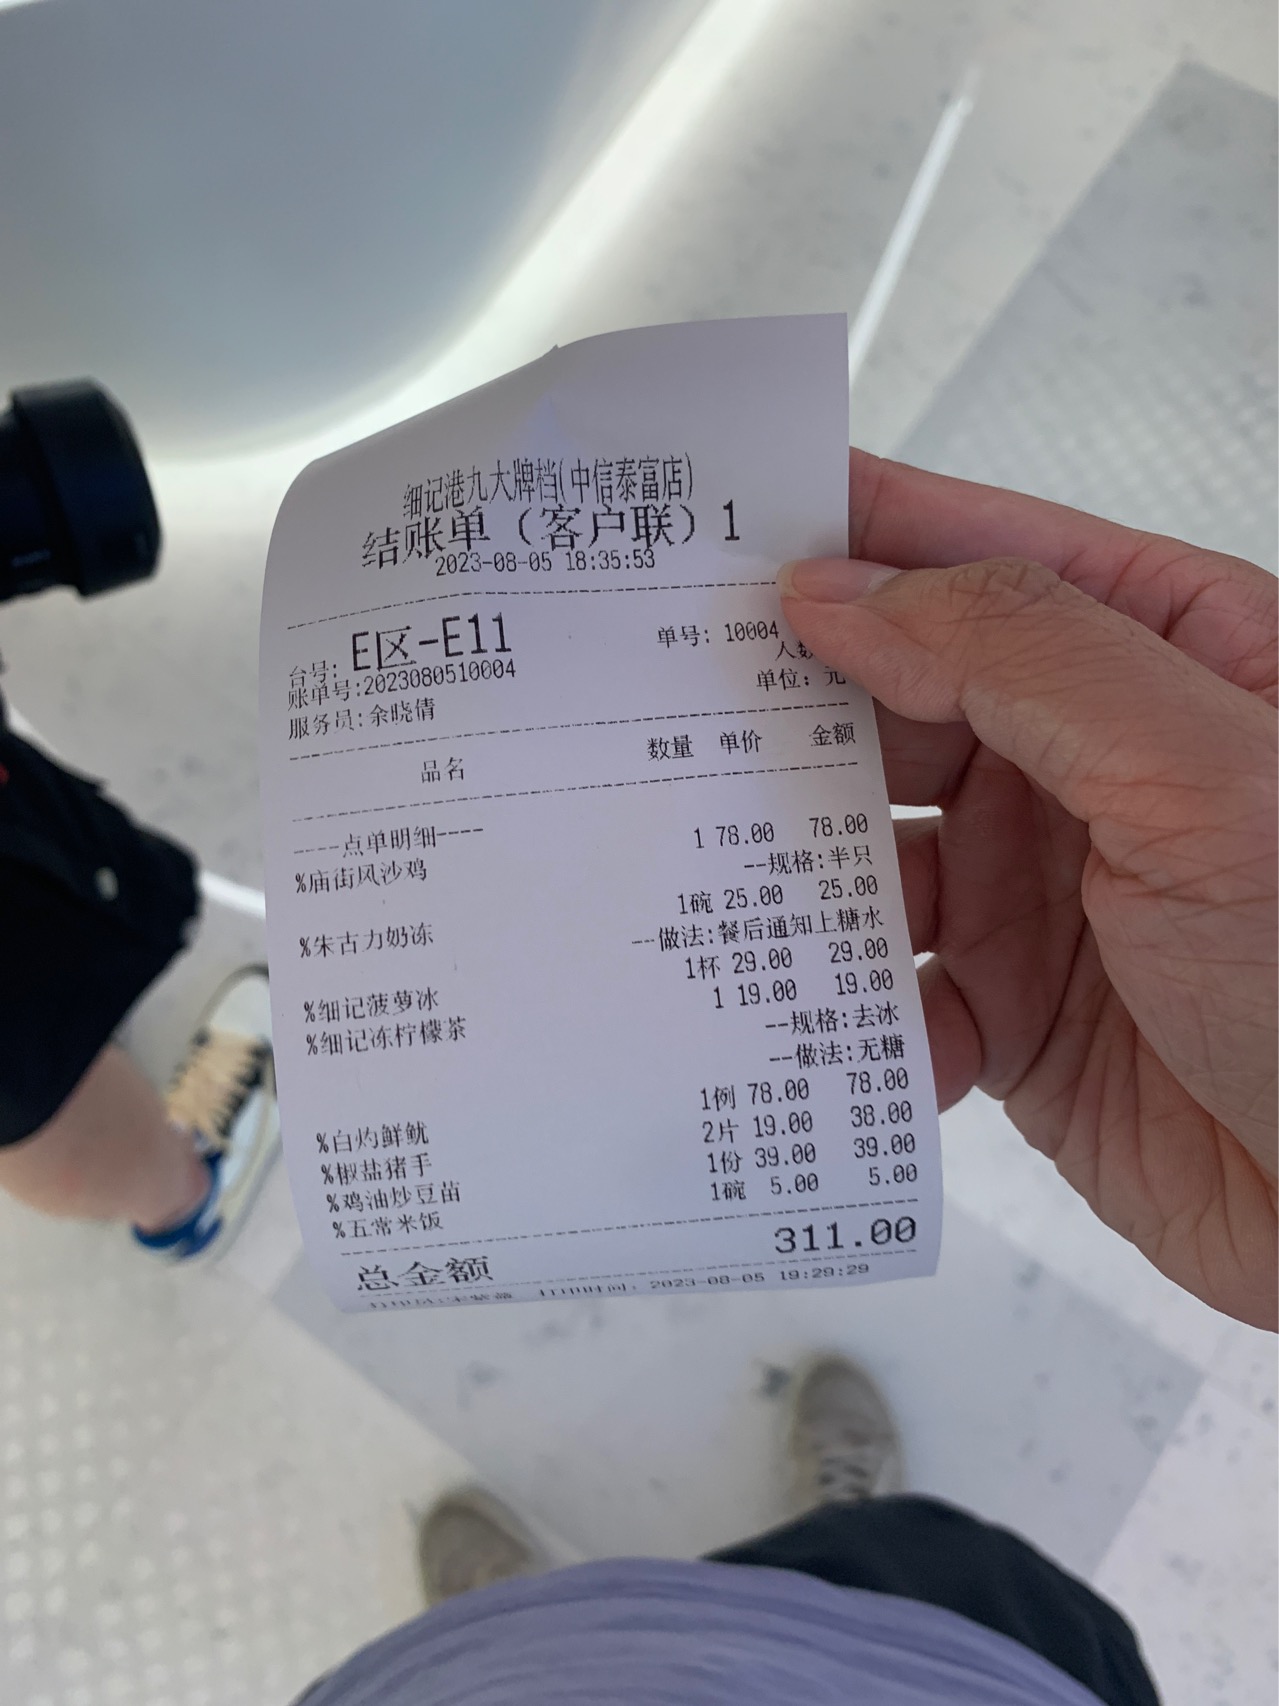 细记港九大牌档(中信泰富店)
结账单（客户联）1
2023-08-05 18:35:53
台号: E区-E11 单号: 10004
账单号:2023080510004 人数
服务员:余晓倩 单位: 元
品名 数量 单价 金额
----点单明细----
%庙街风沙鸡 1 78.00 78.00
--规格:半只
%朱古力奶冻 1碗 25.00 25.00
--做法:餐后通知上糖水
%细记菠萝冰 1杯 29.00 29.00
%细记冻柠檬茶 1 19.00 19.00
--规格:去冰
--做法:无糖
%白灼鲜鱿 1例 78.00 78.00
%椒盐猪手 2片 19.00 38.00
%鸡油炒豆苗 1份 39.00 39.00
%五常米饭 1碗 5.00 5.00
总金额 311.00
打印时间: 2023-08-05 19:29:29